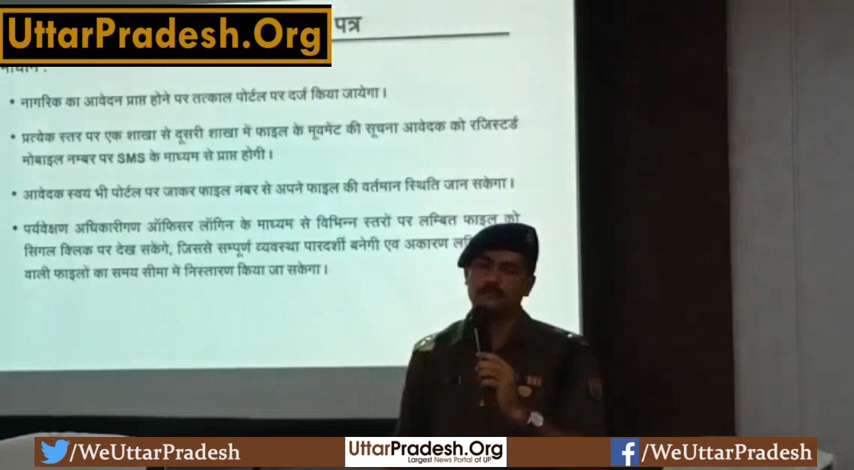 UttarPradesh.Org
पत्र
• नागरिक का आवेदन प्राप्त होने पर तत्काल पोर्टल पर दर्ज किया जायेगा।
• प्रत्येक स्तर पर एक शाखा से दूसरी शाखा में फाइल के मूवमेंट की सूचना आवेदक को रजिस्टर्ड
मोबाइल नम्बर पर SMS के माध्यम से प्राप्त होगी।
• आवेदक स्वय भी पोर्टल पर जाकर फाइल नबर से अपने फाइल की वर्तमान स्थिति जान सकेगा।
• पर्यवेक्षण अधिकारीगण ऑफिसर लॉगिन के माध्यम से विभिन्न स्तरों पर लम्बित फाइल को
सिगल क्लिक पर देख सकेंगे, जिससे सम्पूर्ण व्यवस्था पारदर्शी बनेगी एव अकारण
वाली फाइलों का समय सीमा में निस्तारण किया जा सकेगा।
/WeUttarPradesh
UttarPradesh.Org
Largest News Portal of UP
/WeUttarPradesh